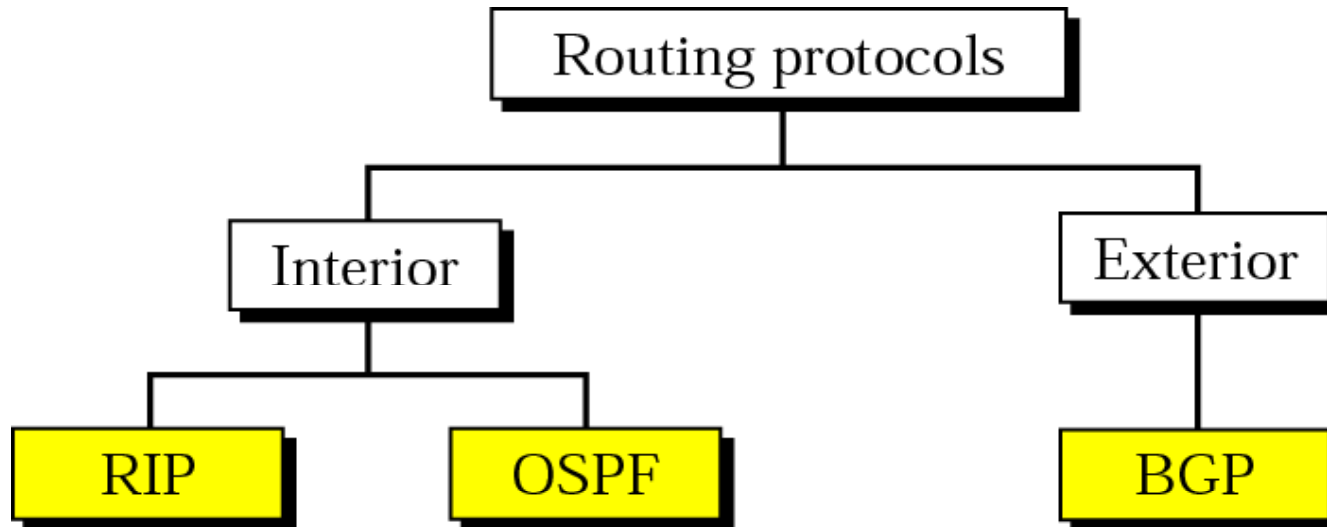 Routing protocols
Interior
Exterior
RIP
OSPF
BGP